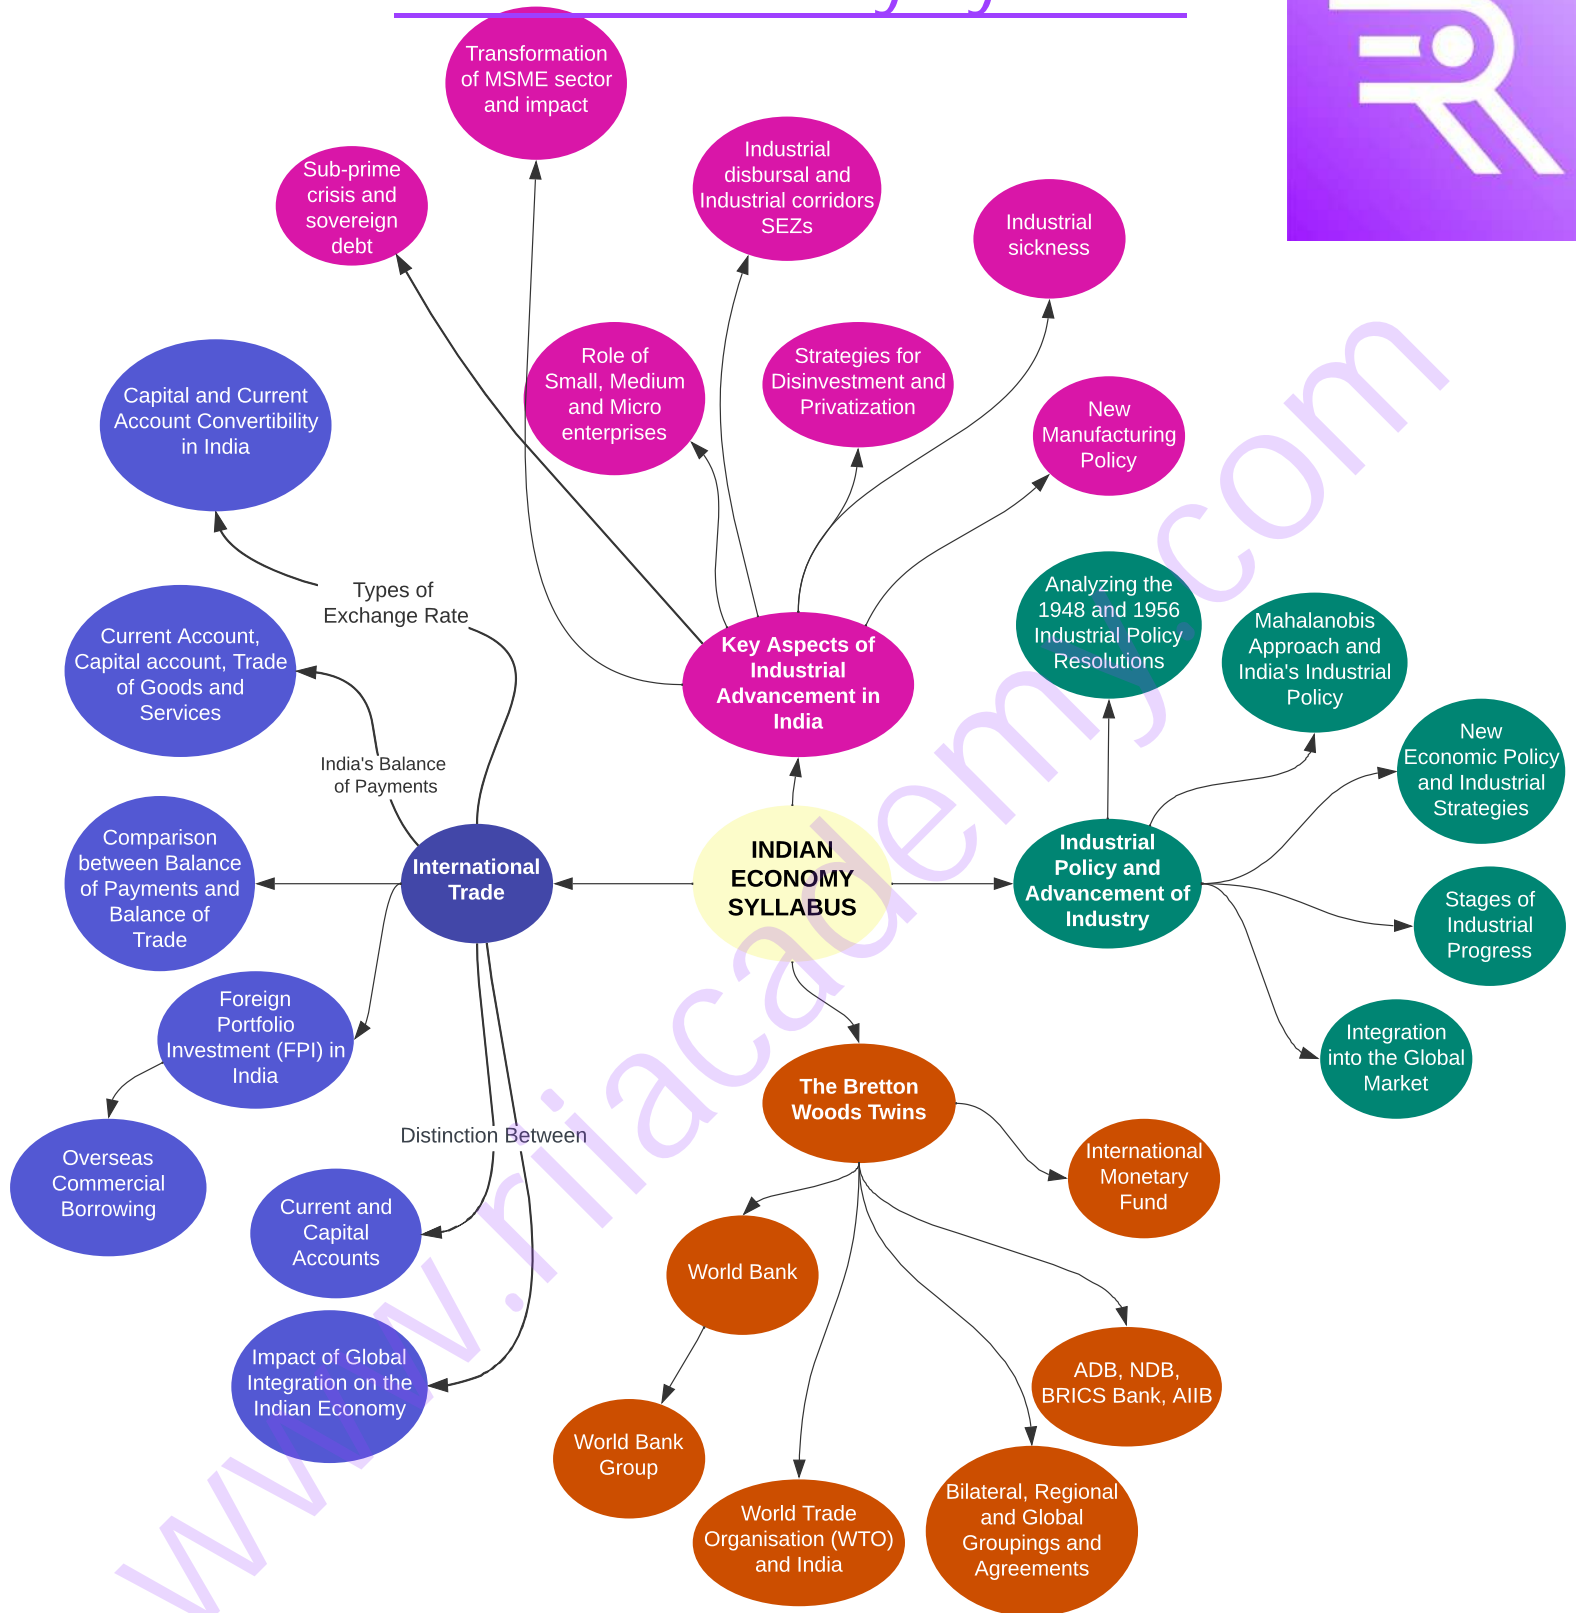 Transformation
of MSME sector
and impact
Sub-prime
crisis and
sovereign
debt
Industrial
disbursal and
Industrial corridors
SEZs
Industrial
sickness
Role of
Small, Medium
and Micro
enterprises
Strategies for
Disinvestment and
Privatization
New
Manufacturing
Policy
Capital and Current
Account Convertibility
in India
Types of
Exchange Rate
Current Account,
Capital account, Trade
of Goods and
Services
India's Balance
of Payments
Key Aspects of
Industrial
Advancement in
India
Analyzing the
1948 and 1956
Industrial Policy
Resolutions
Mahalanobis
Approach and
India's Industrial
Policy
New
Economic Policy
and Industrial
Strategies
Comparison
between Balance
of Payments and
Balance of
Trade
International
Trade
INDIAN
ECONOMY
SYLLABUS
Industrial
Policy and
Advancement of
Industry
Stages of
Industrial
Progress
Foreign
Portfolio
Investment (FPI) in
India
Integration
into the Global
Market
Overseas
Commercial
Borrowing
The Bretton
Woods Twins
Distinction Between
International
Monetary
Fund
Current and
Capital
Accounts
World Bank
Impact of Global
Integration on the
Indian Economy
ADB, NDB,
BRICS Bank, AIIB
World Bank
Group
World Trade
Organisation (WTO)
and India
Bilateral, Regional
and Global
Groupings and
Agreements
www.riiacademy.com